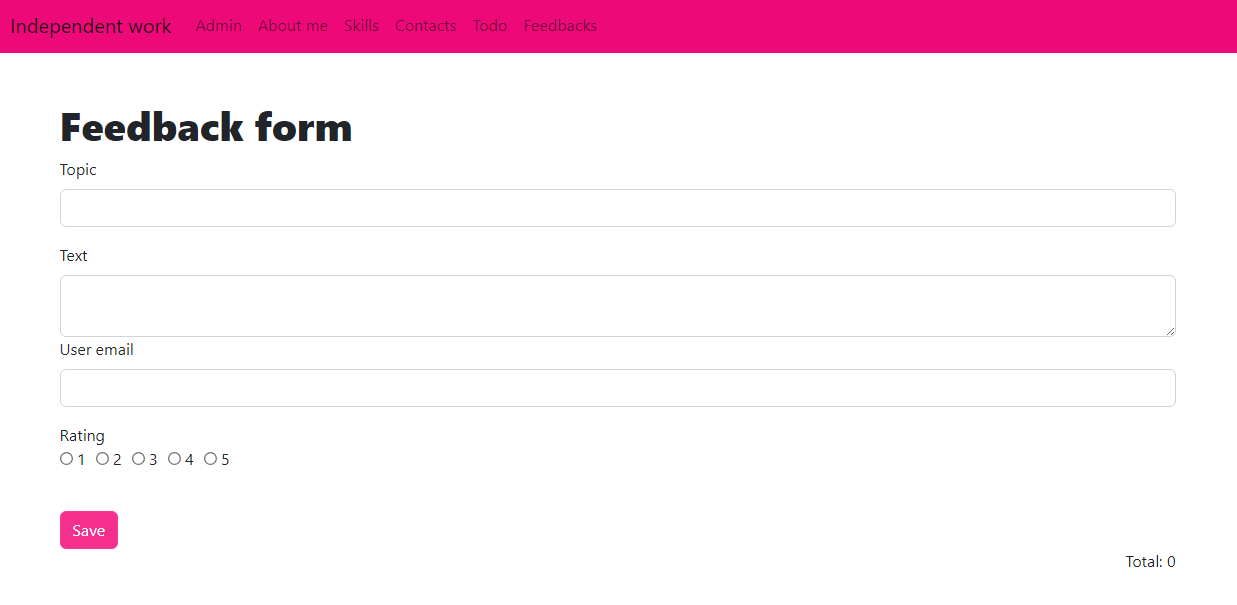 Independent work Admin About me Skills Contacts Todo Feedbacks
Feedback form
Topic
Text
User email
Rating
1 2 3 4 5
Save
Total: 0